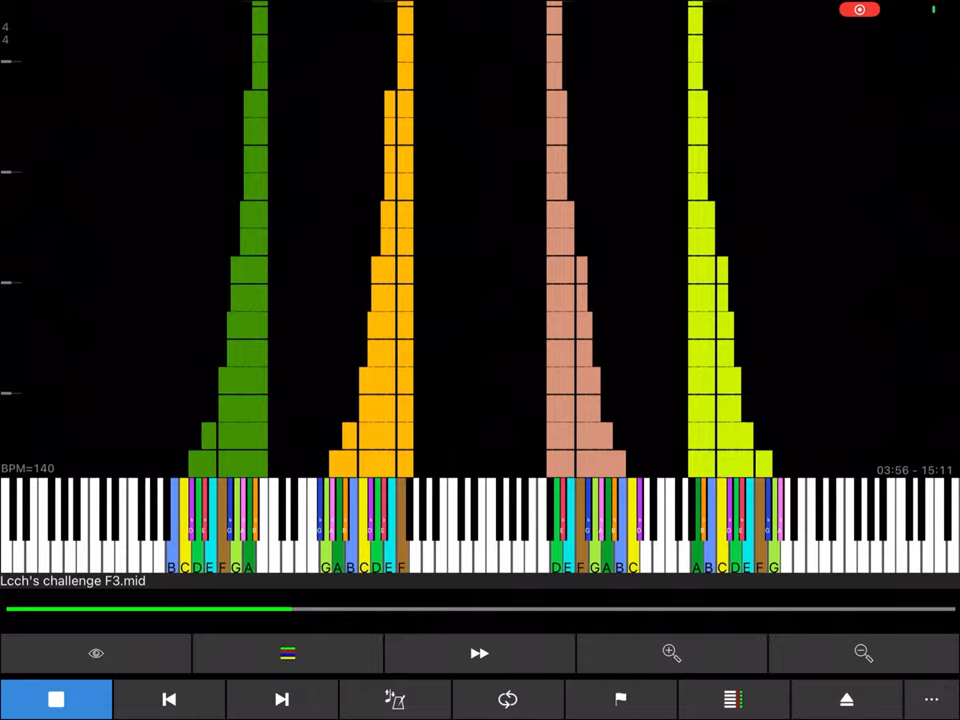 4
4
BPM=140
03:56 - 15:11
B C D E F G A G A B C D E F D E F G A B C A B C D E F G
Lcch's challenge F3.mid